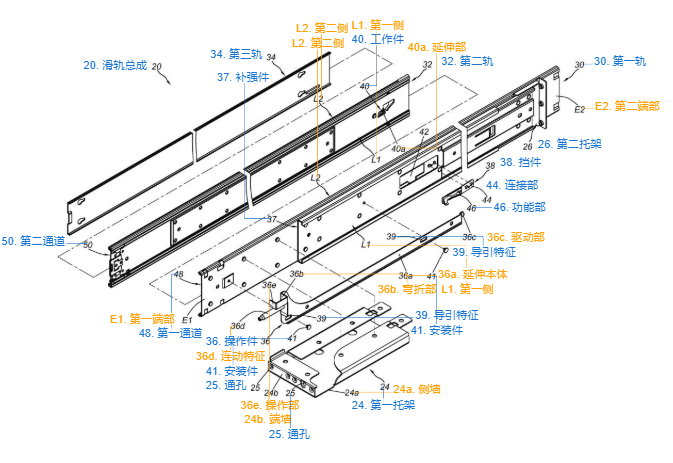 L2. 第二侧
L1. 第一侧
L2. 第二侧
40. 工作件
34. 第三轨
40a. 延伸部
20. 滑轨总成
20
34
37. 补强件
32. 第二轨
32
30
30. 第一轨
40
L2
E2
E2. 第二端部
40a
42
26
26. 第二托架
L1
38. 挡件
38
L2
44. 连接部
44
46
46. 功能部
37
39
36c
36c. 驱动部
50. 第二通道
50
L1
39. 导引特征
48
36e
36b
36a
41
36a. 延伸本体
36b. 弯折部
L1. 第一侧
E1. 第一端部
E1
39
39. 导引特征
48. 第一通道
36d
36
41
41. 安装件
36. 操作件
36d. 连动特征
41. 安装件
25. 通孔
25
24b
25
24a
24
24a. 侧墙
36e. 操作部
24. 第一托架
24b. 端墙
25. 通孔